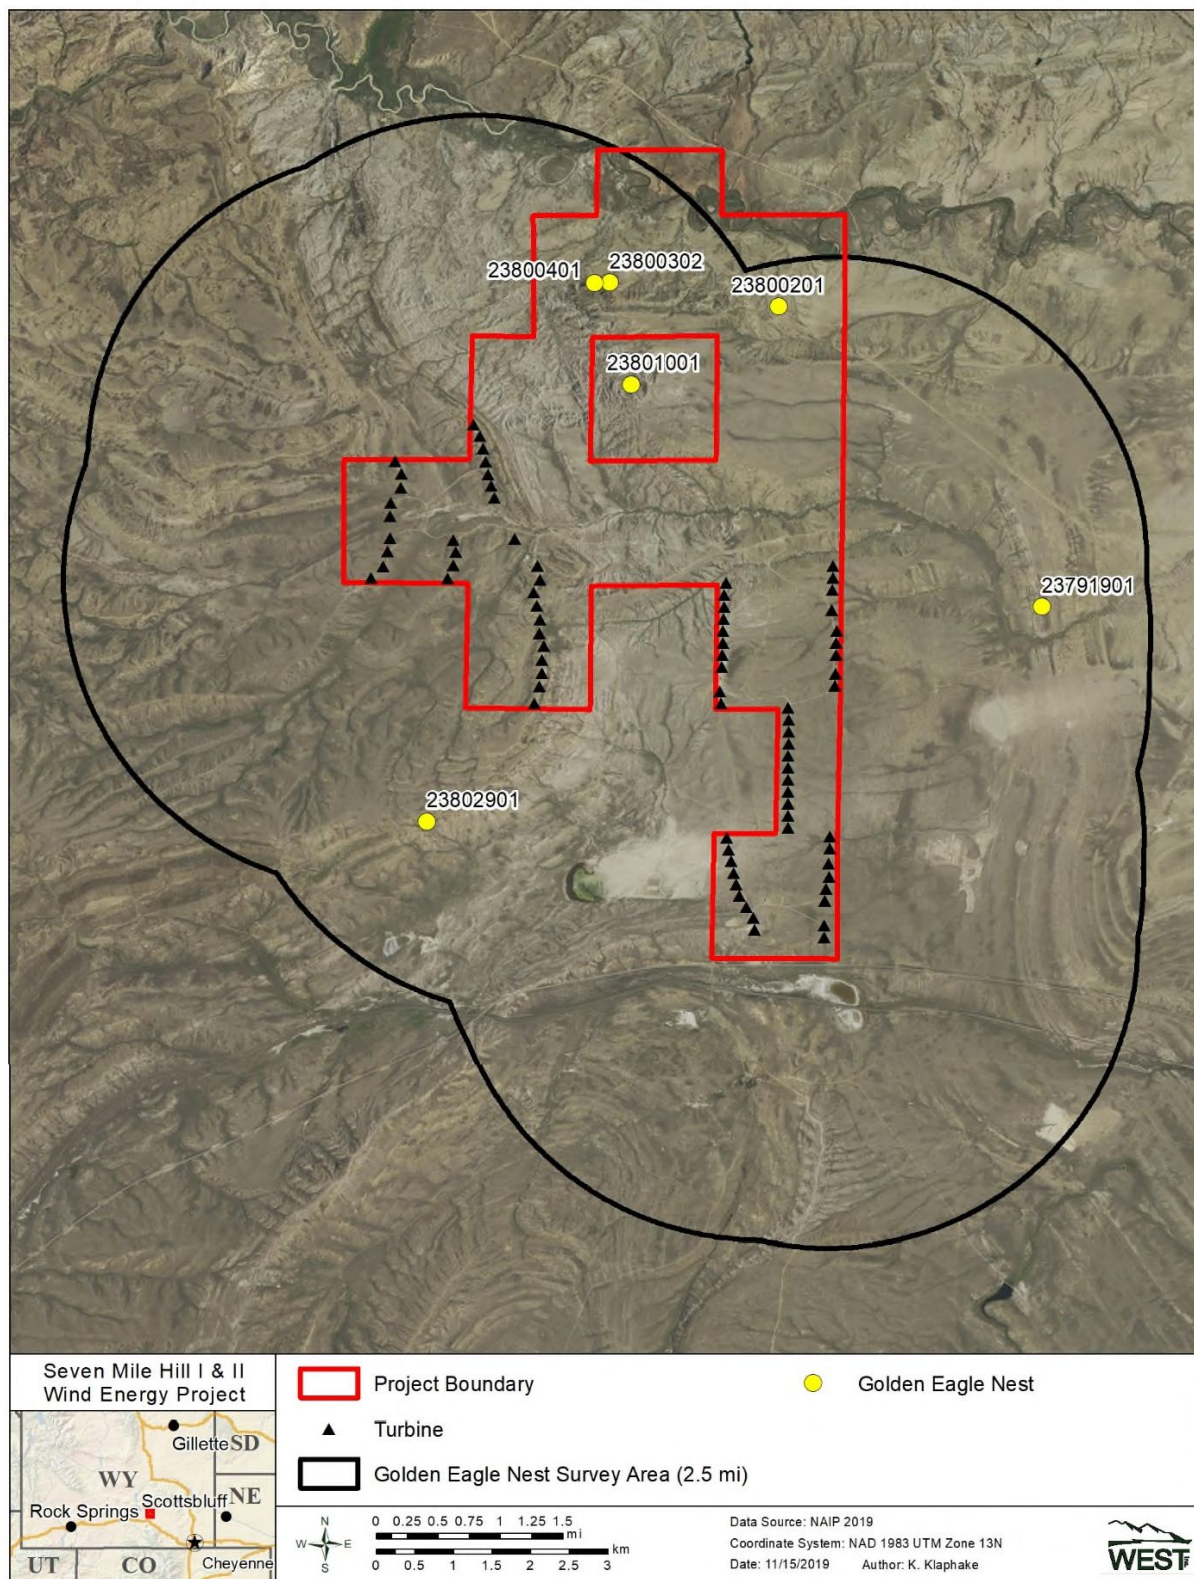 23800401
23800302
23800201
23801001
23791901
23802901
Seven Mile Hill I & II
Wind Energy Project
Gillette
SD
WY
Scottsbluff
NE
Rock Springs
UT
CO
Cheyenne
Project Boundary
Golden Eagle Nest
Turbine
Golden Eagle Nest Survey Area (2.5 mi)
N
W
E
S
0 0.25 0.5 0.75 1 1.25 1.5
mi
km
0 0.5 1 1.5 2 2.5 3
Data Source: NAIP 2019
Coordinate System: NAD 1983 UTM Zone 13N
Date: 11/15/2019 Author: K. Klaphake
WEST